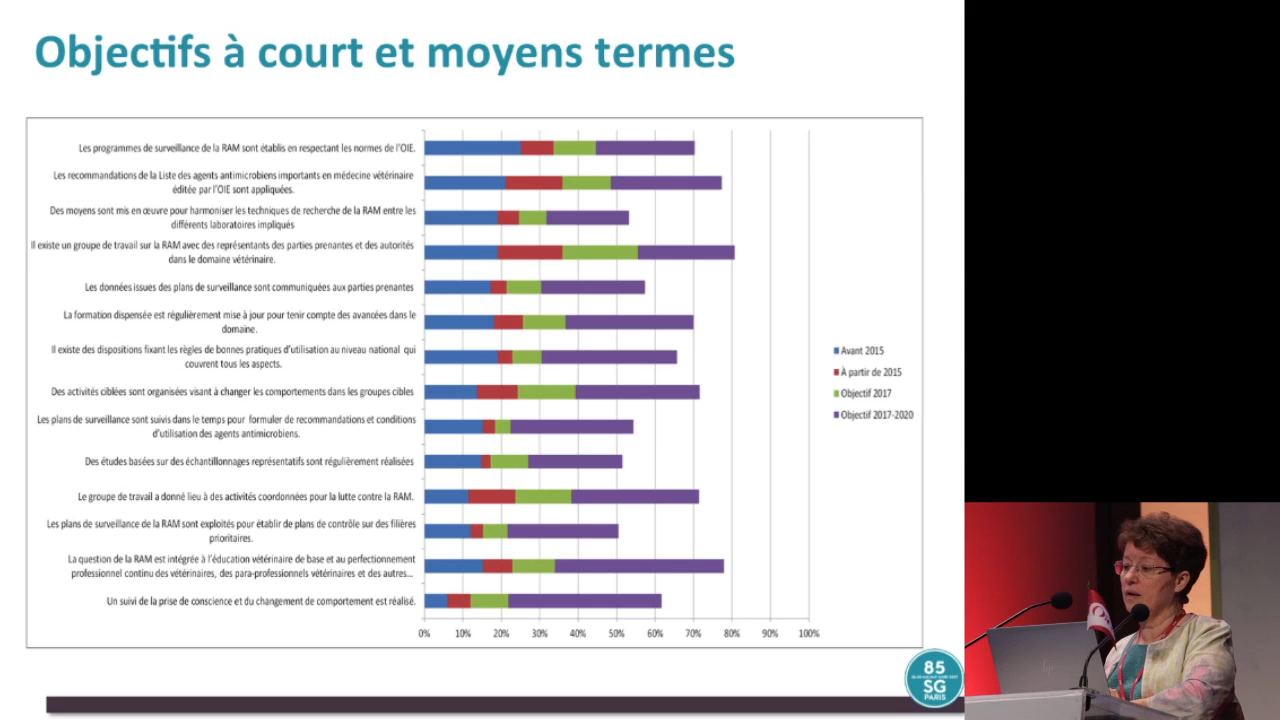 Objectifs à court et moyens termes
Les programmes de surveillance de la RAM sont établis en respectant les normes de l'OIE.
Les recommandations de la Liste des agents antimicrobiens importants en médecine vétérinaire
éditée par l'OIE sont appliquées.
Des moyens sont mis en œuvre pour harmoniser les techniques de recherche de la RAM entre les
différents laboratoires impliqués
Il existe un groupe de travail sur la RAM avec des représentants des parties prenantes et des autorités
dans le domaine vétérinaire.
Les données issues des plans de surveillance sont communiquées aux parties prenantes
La formation dispensée est régulièrement mise à jour pour tenir compte des avancées dans le
domaine.
Il existe des dispositions fixant les règles de bonnes pratiques d'utilisation au niveau national qui
couvrent tous les aspects.
Des activités ciblées sont organisées visant à changer les comportements dans les groupes cibles
Les plans de surveillance sont suivis dans le temps pour formuler de recommandations et conditions
d'utilisation des agents antimicrobiens.
Des études basées sur des échantillonnages représentatifs sont régulièrement réalisées
Le groupe de travail a donné lieu à des activités coordonnées pour la lutte contre la RAM.
Les plans de surveillance de la RAM sont exploités pour établir de plans de contrôle sur des filières
prioritaires.
La question de la RAM est intégrée à l'éducation vétérinaire de base et au perfectionnement
professionnel continu des vétérinaires, des para-professionnels vétérinaires et des autres...
Un suivi de la prise de conscience et du changement de comportement est réalisé.
0% 10% 20% 30% 40% 50% 60% 70% 80% 90% 100%
Avant 2015
À partir de 2015
Objectif 2017
Objectif 2017-2020
85
SG
PARIS